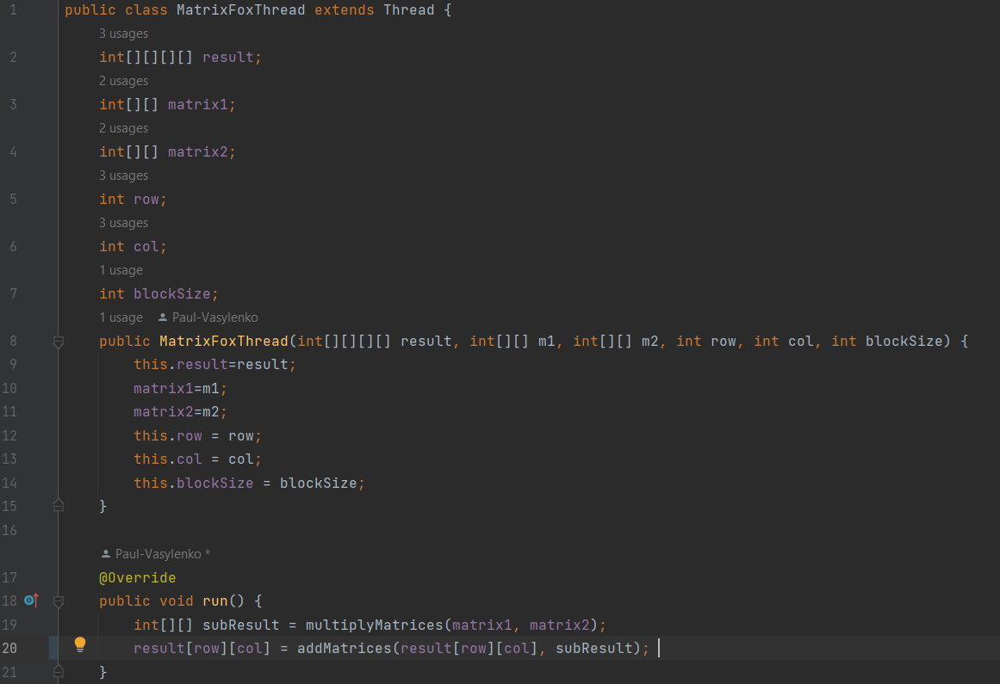 1 public class MatrixFoxThread extends Thread {
3 usages
2 int[][][][] result;
2 usages
3 int[][] matrix1;
2 usages
4 int[][] matrix2;
3 usages
5 int row;
3 usages
6 int col;
1 usage
7 int blockSize;
1 usage Paul-Vasylenko
8 public MatrixFoxThread(int[][][][] result, int[][] m1, int[][] m2, int row, int col, int blockSize) {
9 this.result=result;
10 matrix1=m1;
11 matrix2=m2;
12 this.row = row;
13 this.col = col;
14 this.blockSize = blockSize;
15 }
16
Paul-Vasylenko *
17 @Override
18 public void run() {
19 int[][] subResult = multiplyMatrices(matrix1, matrix2);
20 result[row][col] = addMatrices(result[row][col], subResult);
21 }